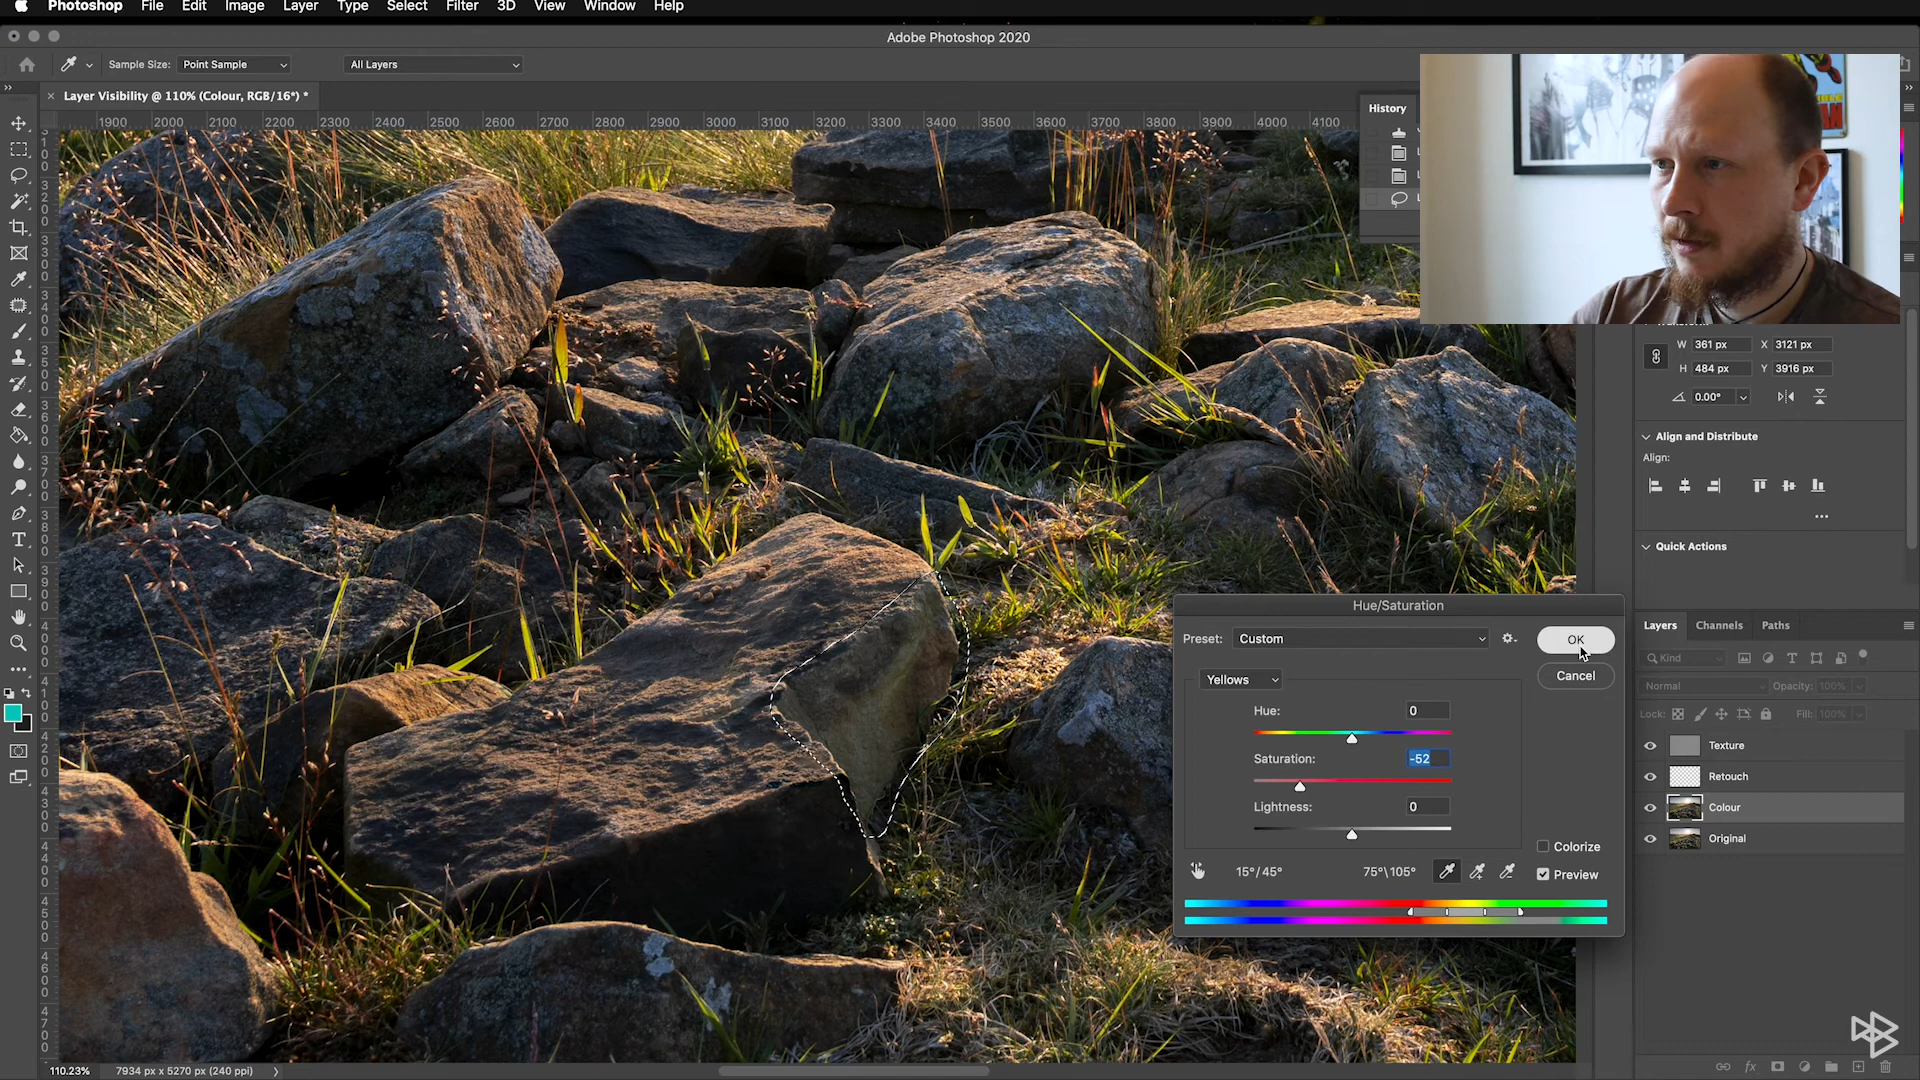 Photoshop File Edit Image Layer Type Select Filter 3D View Window Help
Adobe Photoshop 2020
Sample Size: Point Sample All Layers
× Layer Visibility @ 110% (Colour, RGB/16*) *
1900 2000 2100 2200 2300 2400 2500 2600 2700 2800 2900 3000 3100 3200 3300 3400 3500 3600 3700 3800 3900 4000 4100
History
W 361 px X 3121 px
H 484 px Y 3916 px
0.00°
Align and Distribute
Align:
Quick Actions
Hue/Saturation
Preset: Custom
OK
Cancel
Yellows
Hue: 0
Saturation: -52
Lightness: 0
Colorize
Preview
15°/45° 75°\105°
Layers Channels Paths
Kind
Normal Opacity: 100%
Lock: Fill: 100%
Texture
Retouch
Colour
Original
110.23% 7934 px x 5270 px (240 ppi)